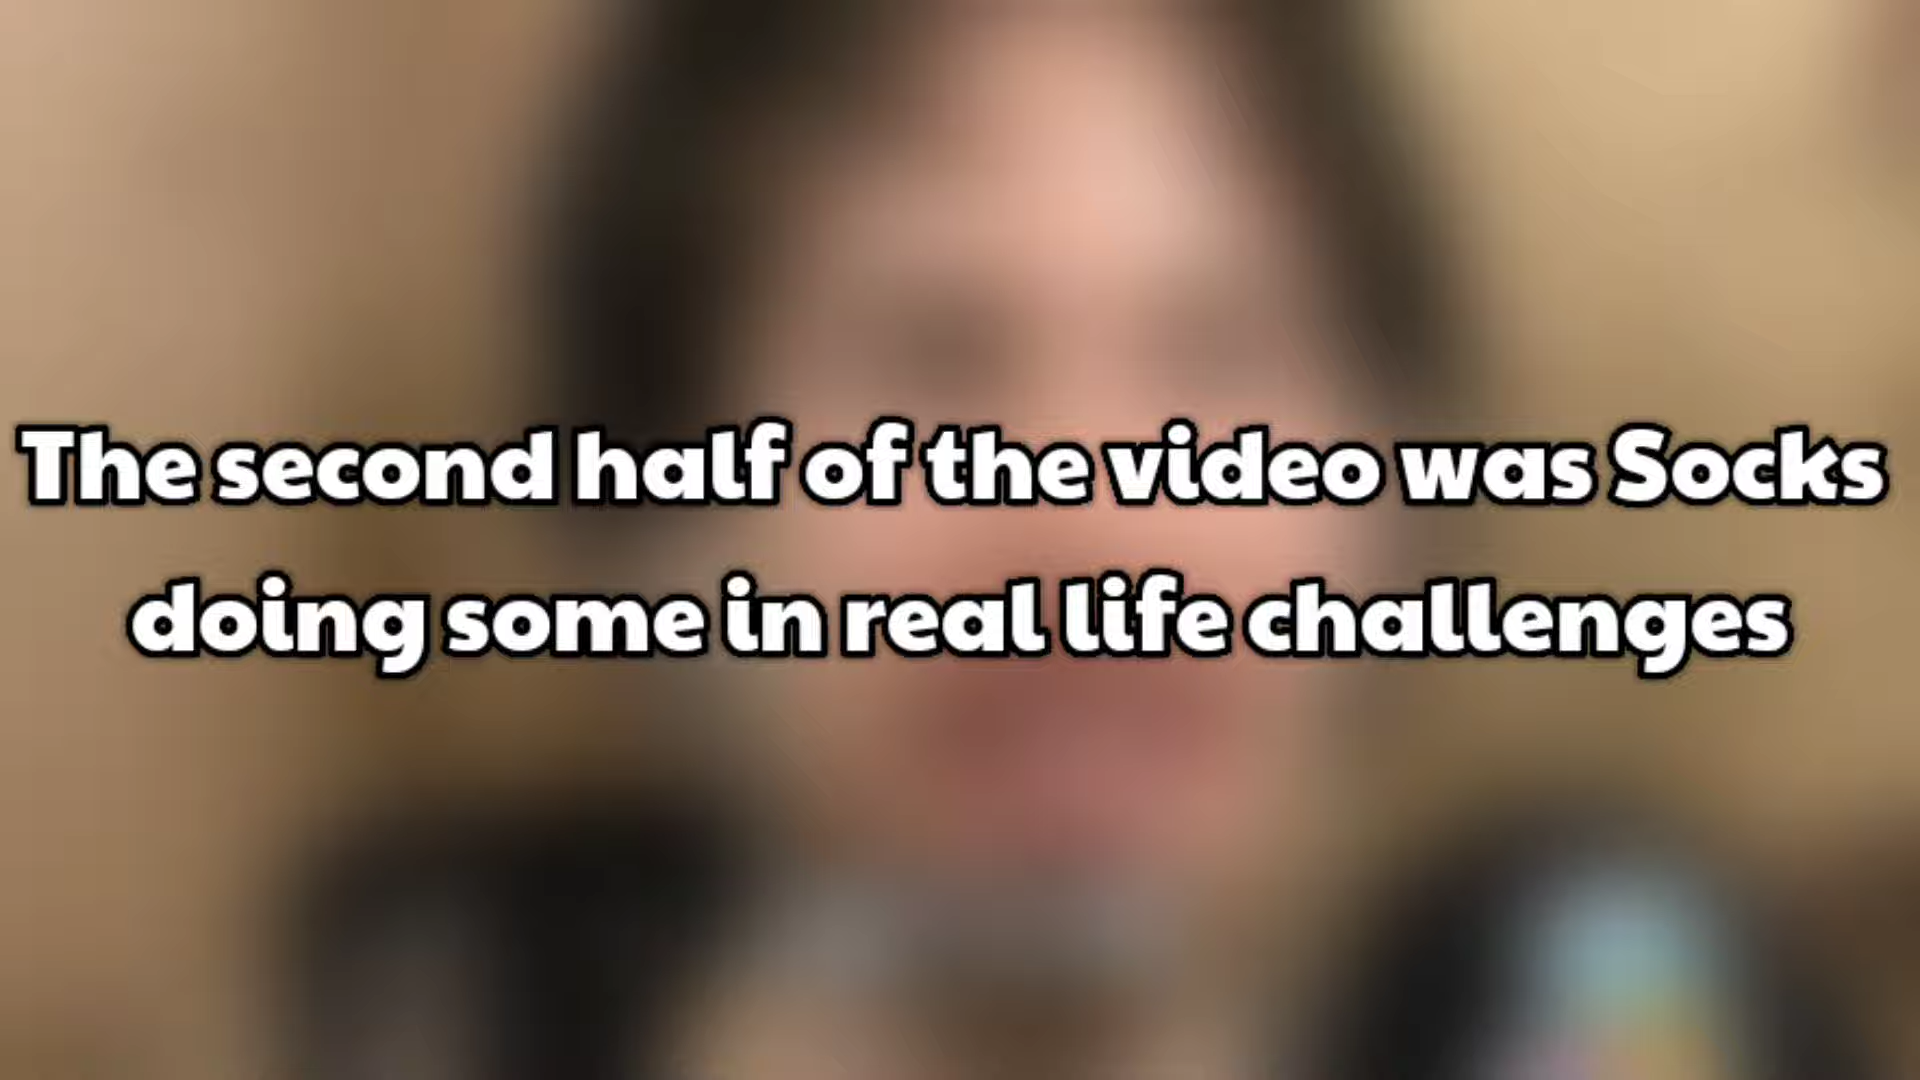 The second half of the video was Socks
doing some in real life challenges